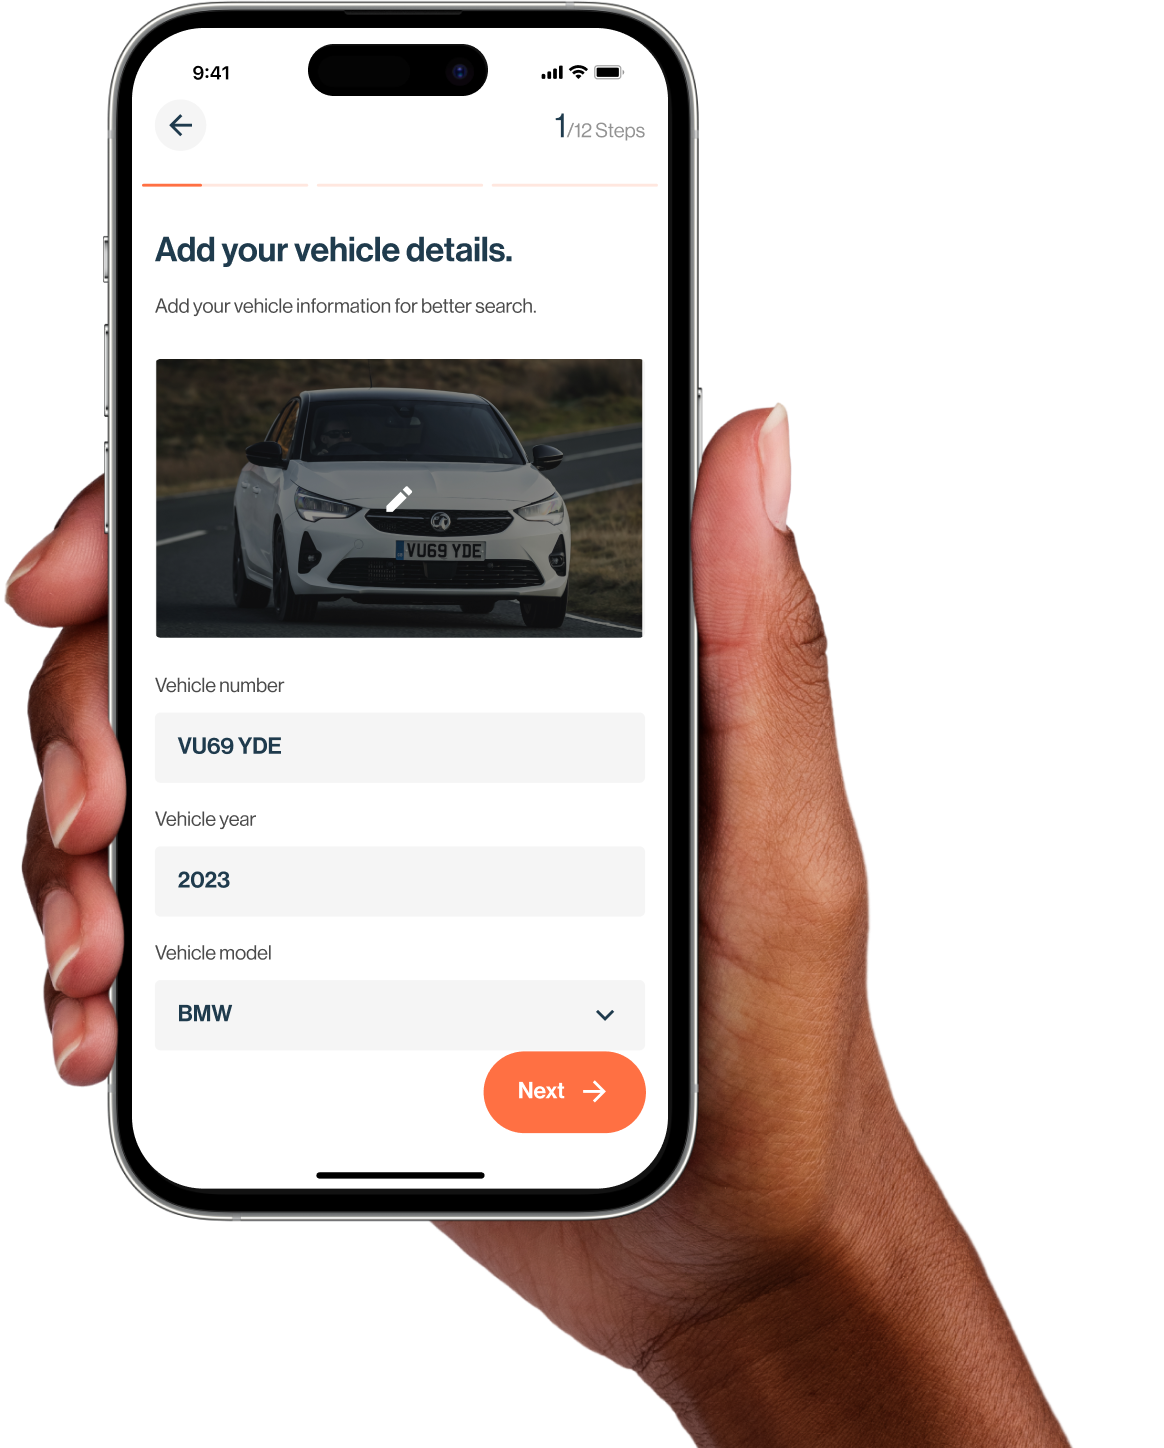 9:41
1/12 Steps
Add your vehicle details.
Add your vehicle information for better search.
VU69 YDE
Vehicle number
VU69 YDE
Vehicle year
2023
Vehicle model
BMW
Next